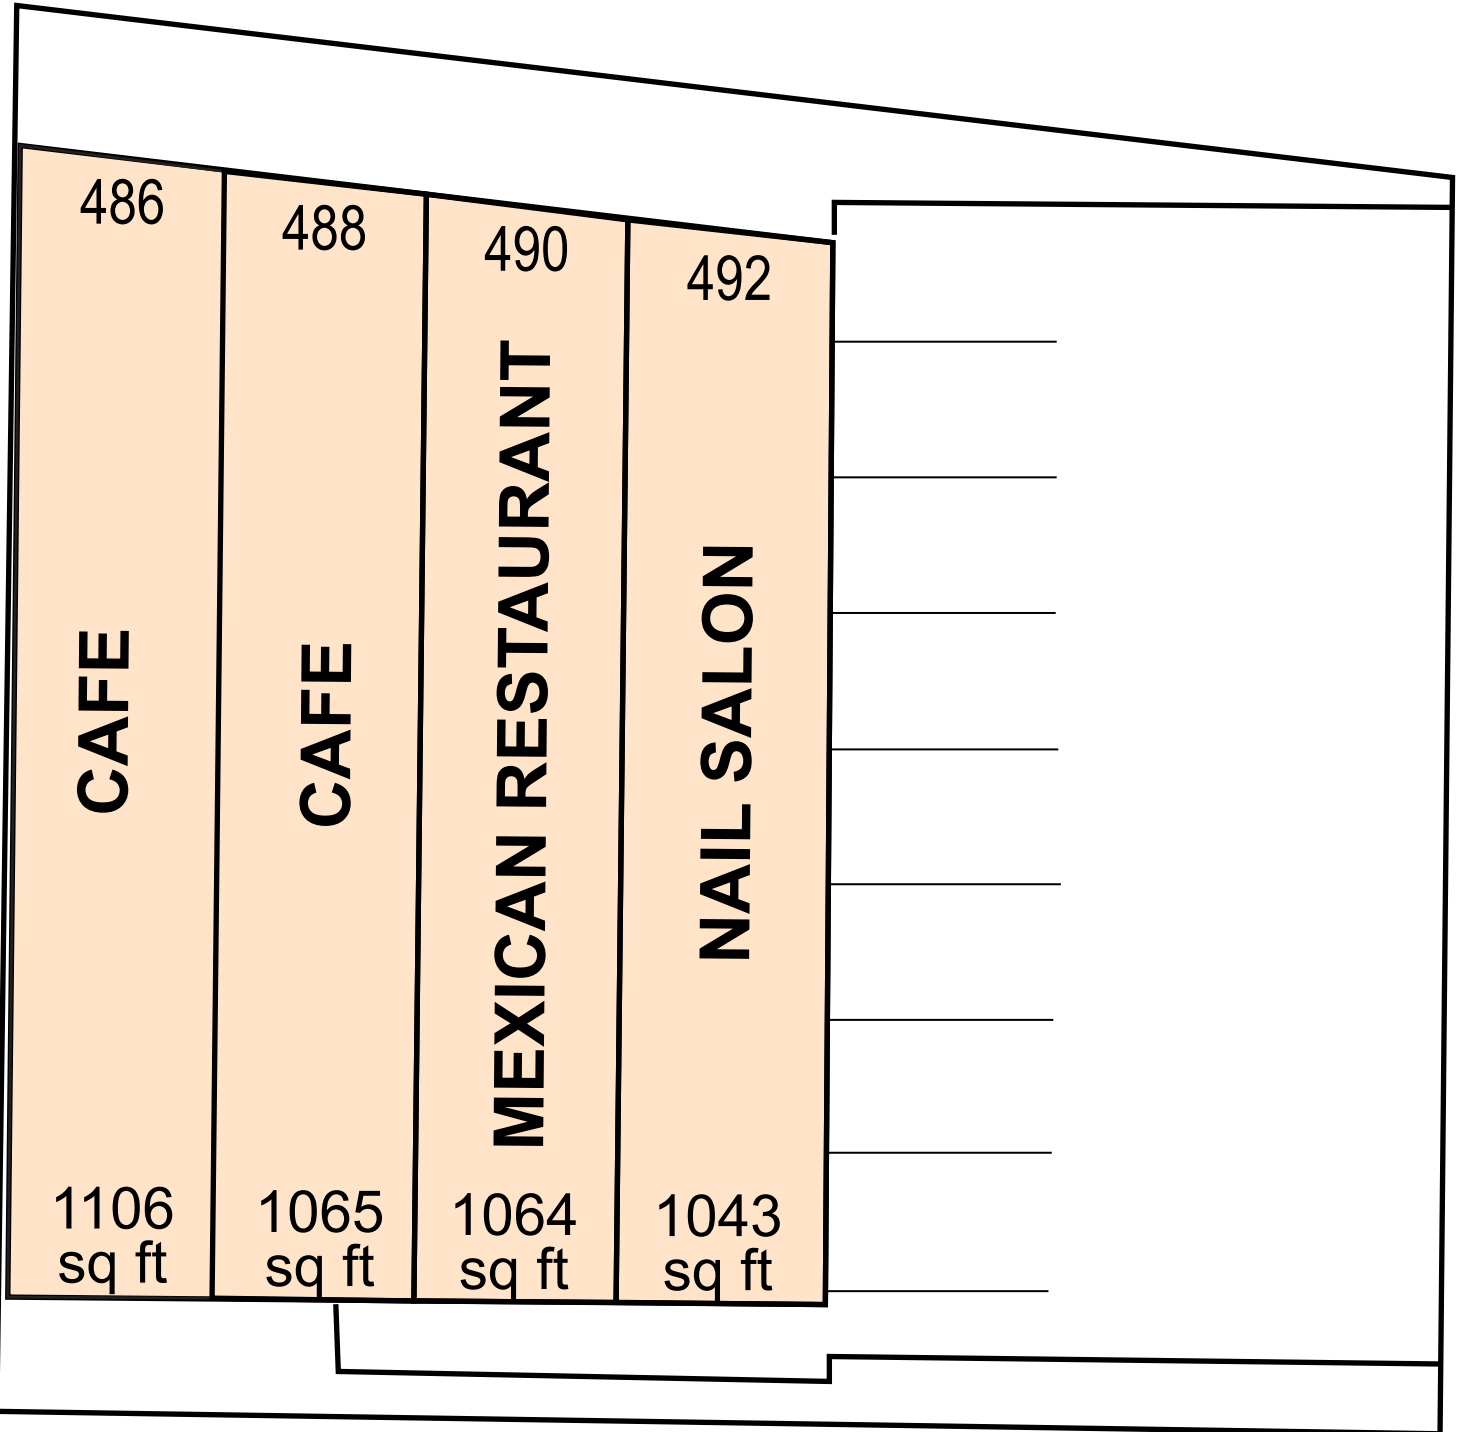 486
CAFE
1106
sq ft
488
CAFE
1065
sq ft
490
MEXICAN RESTAURANT
1064
sq ft
492
NAIL SALON
1043
sq ft